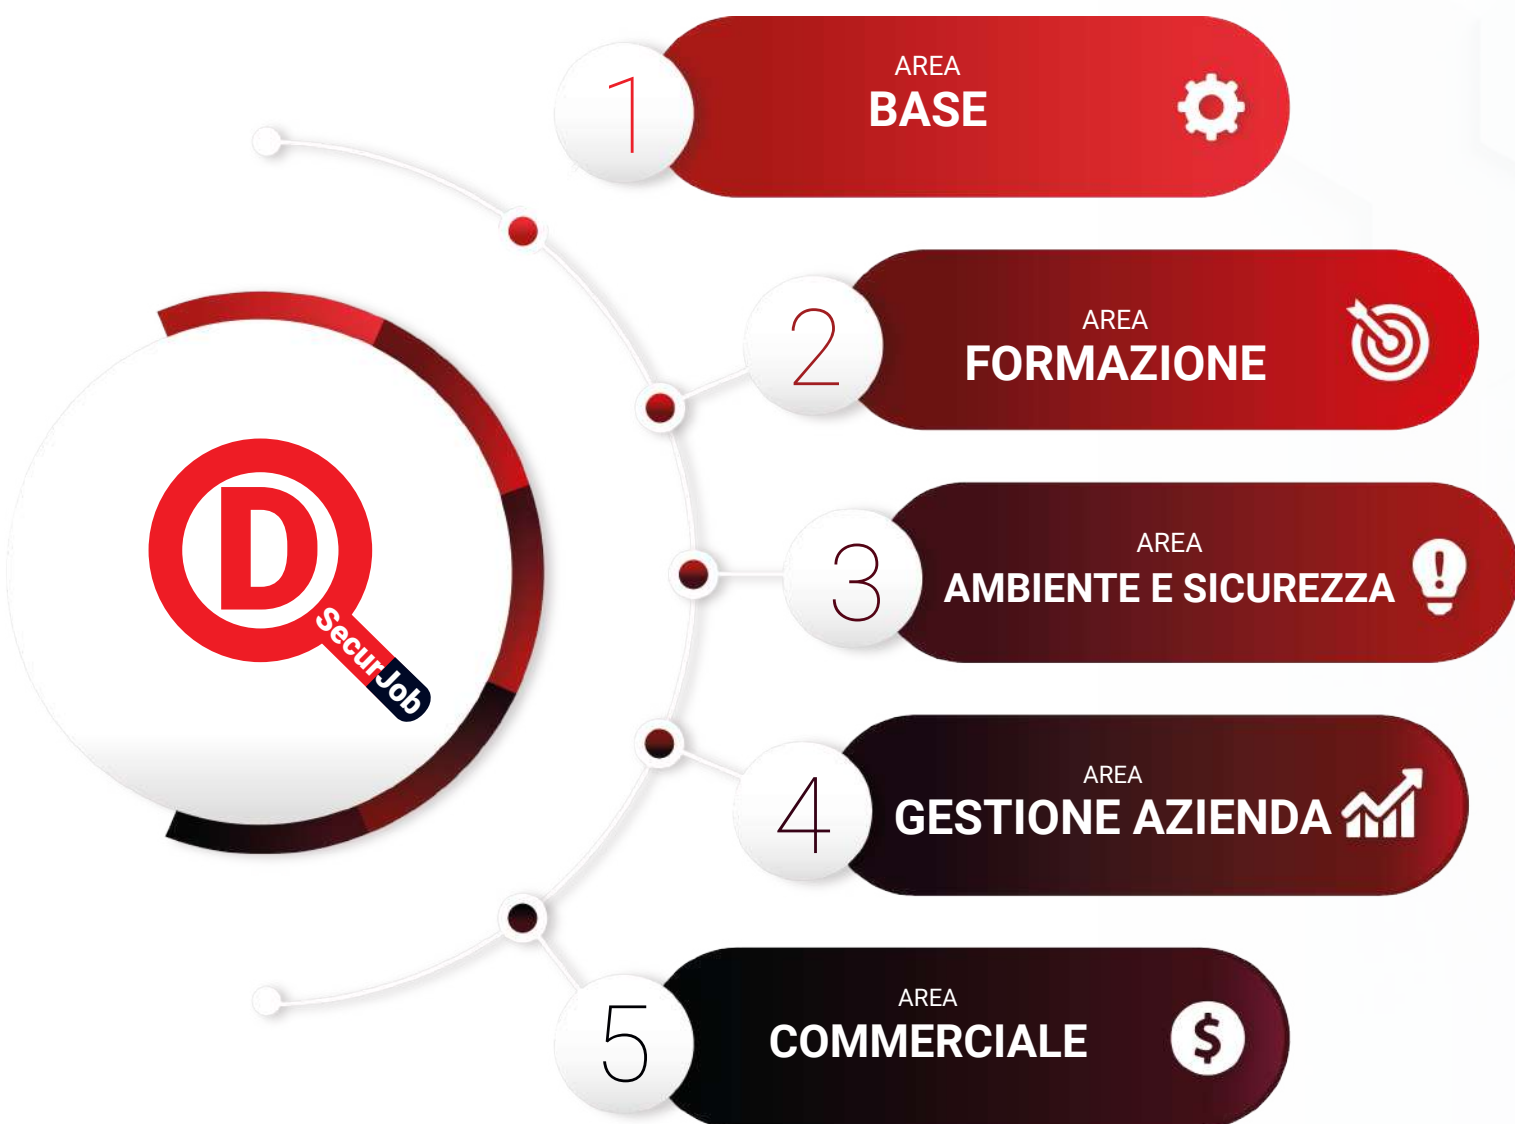 1
AREA
BASE
2
AREA
FORMAZIONE
D
SecurJob
3
AREA
AMBIENTE E SICUREZZA
4
AREA
GESTIONE AZIENDA
5
AREA
COMMERCIALE
$